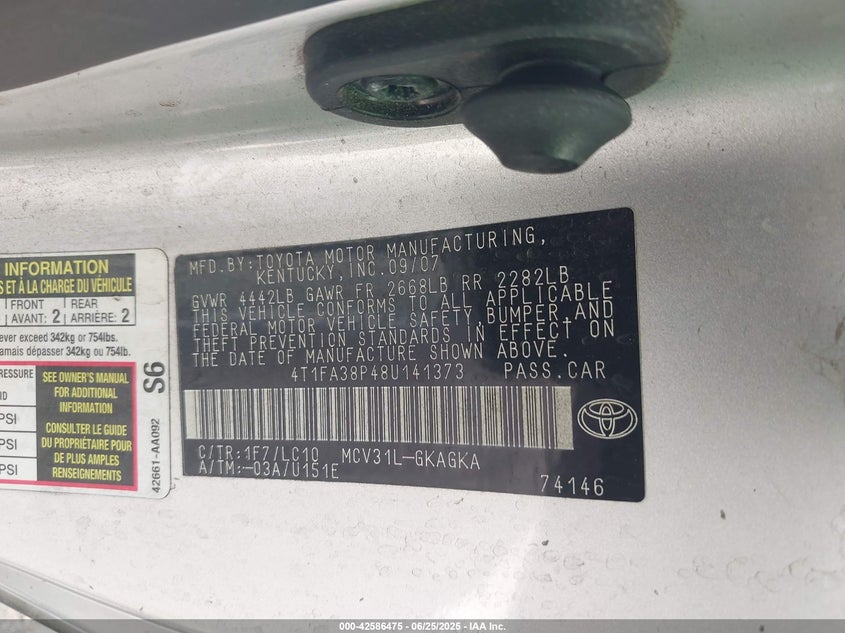 INFORMATION
S ET À LA CHARGE DU VÉHICULE
FRONT REAR
AVANT: 2 ARRIÈRE: 2
ever exceed 342kg or 754lbs.
amais dépasser 342kg ou 754lb.
RESSURE
ID
PSI
PSI
SEE OWNER'S MANUAL
FOR ADDITIONAL
INFORMATION
CONSULTER LE GUIDE
DU PROPRIÉTAIRE POUR
DE PLUS AMPLES
RENSEIGNEMENTS
S6
42661-AA092
MFD.BY:TOYOTA MOTOR MANUFACTURING,
KENTUCKY, INC.09/07
GVWR 4442LB GAWR FR 2668LB RR 2282LB
THIS VEHICLE CONFORMS TO ALL APPLICABLE
FEDERAL MOTOR VEHICLE SAFETY, BUMPER,AND
THEFT PREVENTION STANDARDS IN EFFECT ON
THE DATE OF MANUFACTURE SHOWN ABOVE.
4T1FA38P48U141373 PASS.CAR
C/TR:1F7/LC10 MCV31L-GKAGKA
A/TM:-03A/U151E
74146
000-42586475 - 06/25/2025 - IAA Inc.